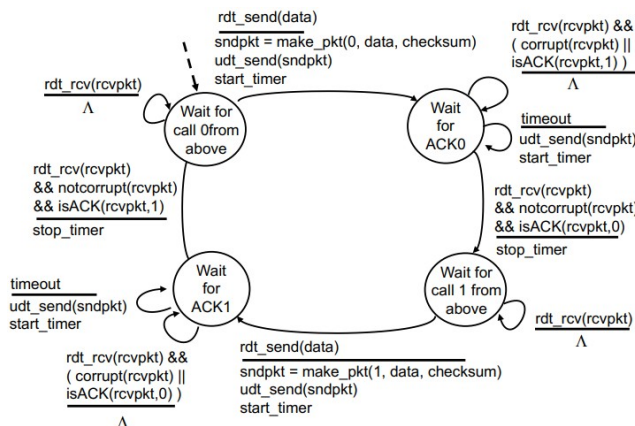 rdt_send(data)
sndpkt = make_pkt(0, data, checksum)
udt_send(sndpkt)
start_timer
rdt_rcv(rcvpkt) &&
( corrupt(rcvpkt) ||
isACK(rcvpkt,1) )
Λ
rdt_rcv(rcvpkt)
Λ
Wait for
call 0from
above
Wait
for
ACK0
timeout
udt_send(sndpkt)
start_timer
rdt_rcv(rcvpkt)
&& notcorrupt(rcvpkt)
&& isACK(rcvpkt,1)
stop_timer
rdt_rcv(rcvpkt)
&& notcorrupt(rcvpkt)
&& isACK(rcvpkt,0)
stop_timer
timeout
udt_send(sndpkt)
start_timer
Wait
for
ACK1
Wait for
call 1 from
above
rdt_rcv(rcvpkt)
Λ
rdt_rcv(rcvpkt) &&
( corrupt(rcvpkt) ||
isACK(rcvpkt,0) )
Λ
rdt_send(data)
sndpkt = make_pkt(1, data, checksum)
udt_send(sndpkt)
start_timer